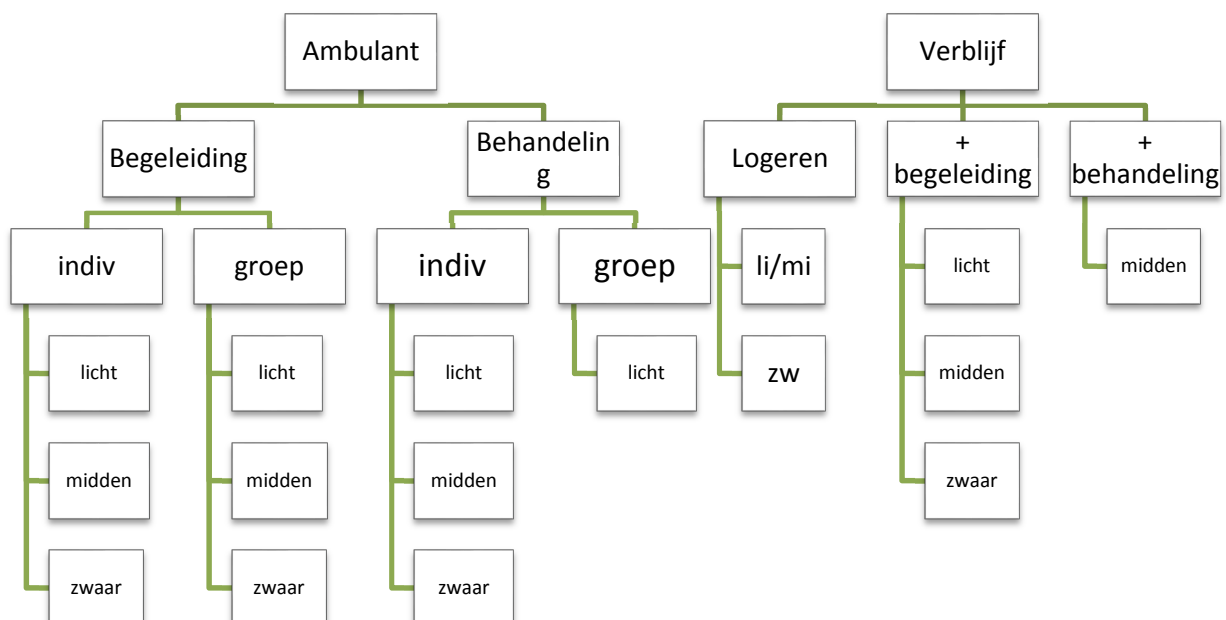 Ambulant
Verblijf
Begeleiding
Behandelin
g
Logeren
+
begeleiding
+
behandeling
indiv
groep
indiv
groep
li/mi
licht
midden
licht
licht
licht
licht
zw
midden
midden
midden
midden
zwaar
zwaar
zwaar
zwaar